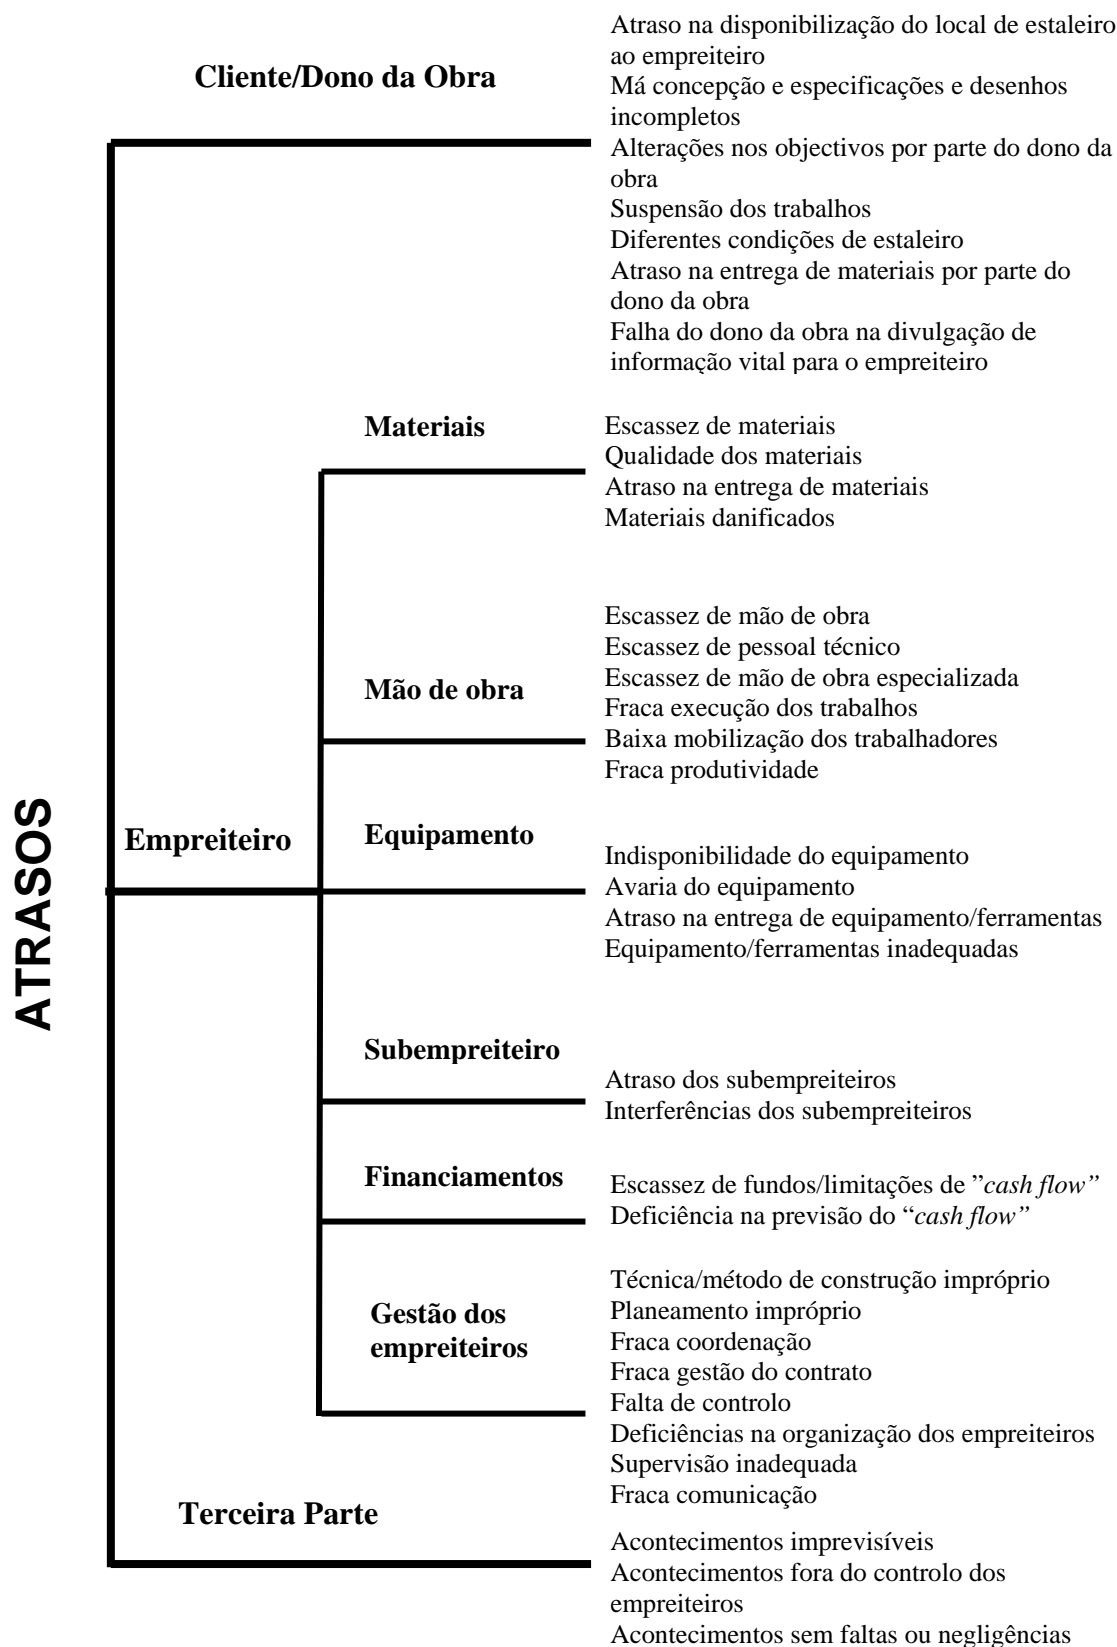 Atraso na disponibilização do local de estaleiro
ao empreiteiro
Cliente/Dono da Obra
Má concepção e especificações e desenhos
incompletos
Alterações nos objectivos por parte do dono da
obra
Suspensão dos trabalhos
Diferentes condições de estaleiro
Atraso na entrega de materiais por parte do
dono da obra
Falha do dono da obra na divulgação de
informação vital para o empreiteiro
Materiais
Escassez de materiais
Qualidade dos materiais
Atraso na entrega de materiais
Materiais danificados
Mão de obra
Escassez de mão de obra
Escassez de pessoal técnico
Escassez de mão de obra especializada
Fraca execução dos trabalhos
Baixa mobilização dos trabalhadores
Fraca produtividade
ATRASOS
Empreiteiro
Equipamento
Indisponibilidade do equipamento
Avaria do equipamento
Atraso na entrega de equipamento/ferramentas
Equipamento/ferramentas inadequadas
Subempreiteiro
Atraso dos subempreiteiros
Interferências dos subempreiteiros
Financiamentos
Escassez de fundos/limitações de ”cash flow”
Deficiência na previsão do “cash flow”
Gestão dos
empreiteiros
Técnica/método de construção impróprio
Planeamento impróprio
Fraca coordenação
Fraca gestão do contrato
Falta de controlo
Deficiências na organização dos empreiteiros
Supervisão inadequada
Fraca comunicação
Terceira Parte
Acontecimentos imprevisíveis
Acontecimentos fora do controlo dos
empreiteiros
Acontecimentos sem faltas ou negligências